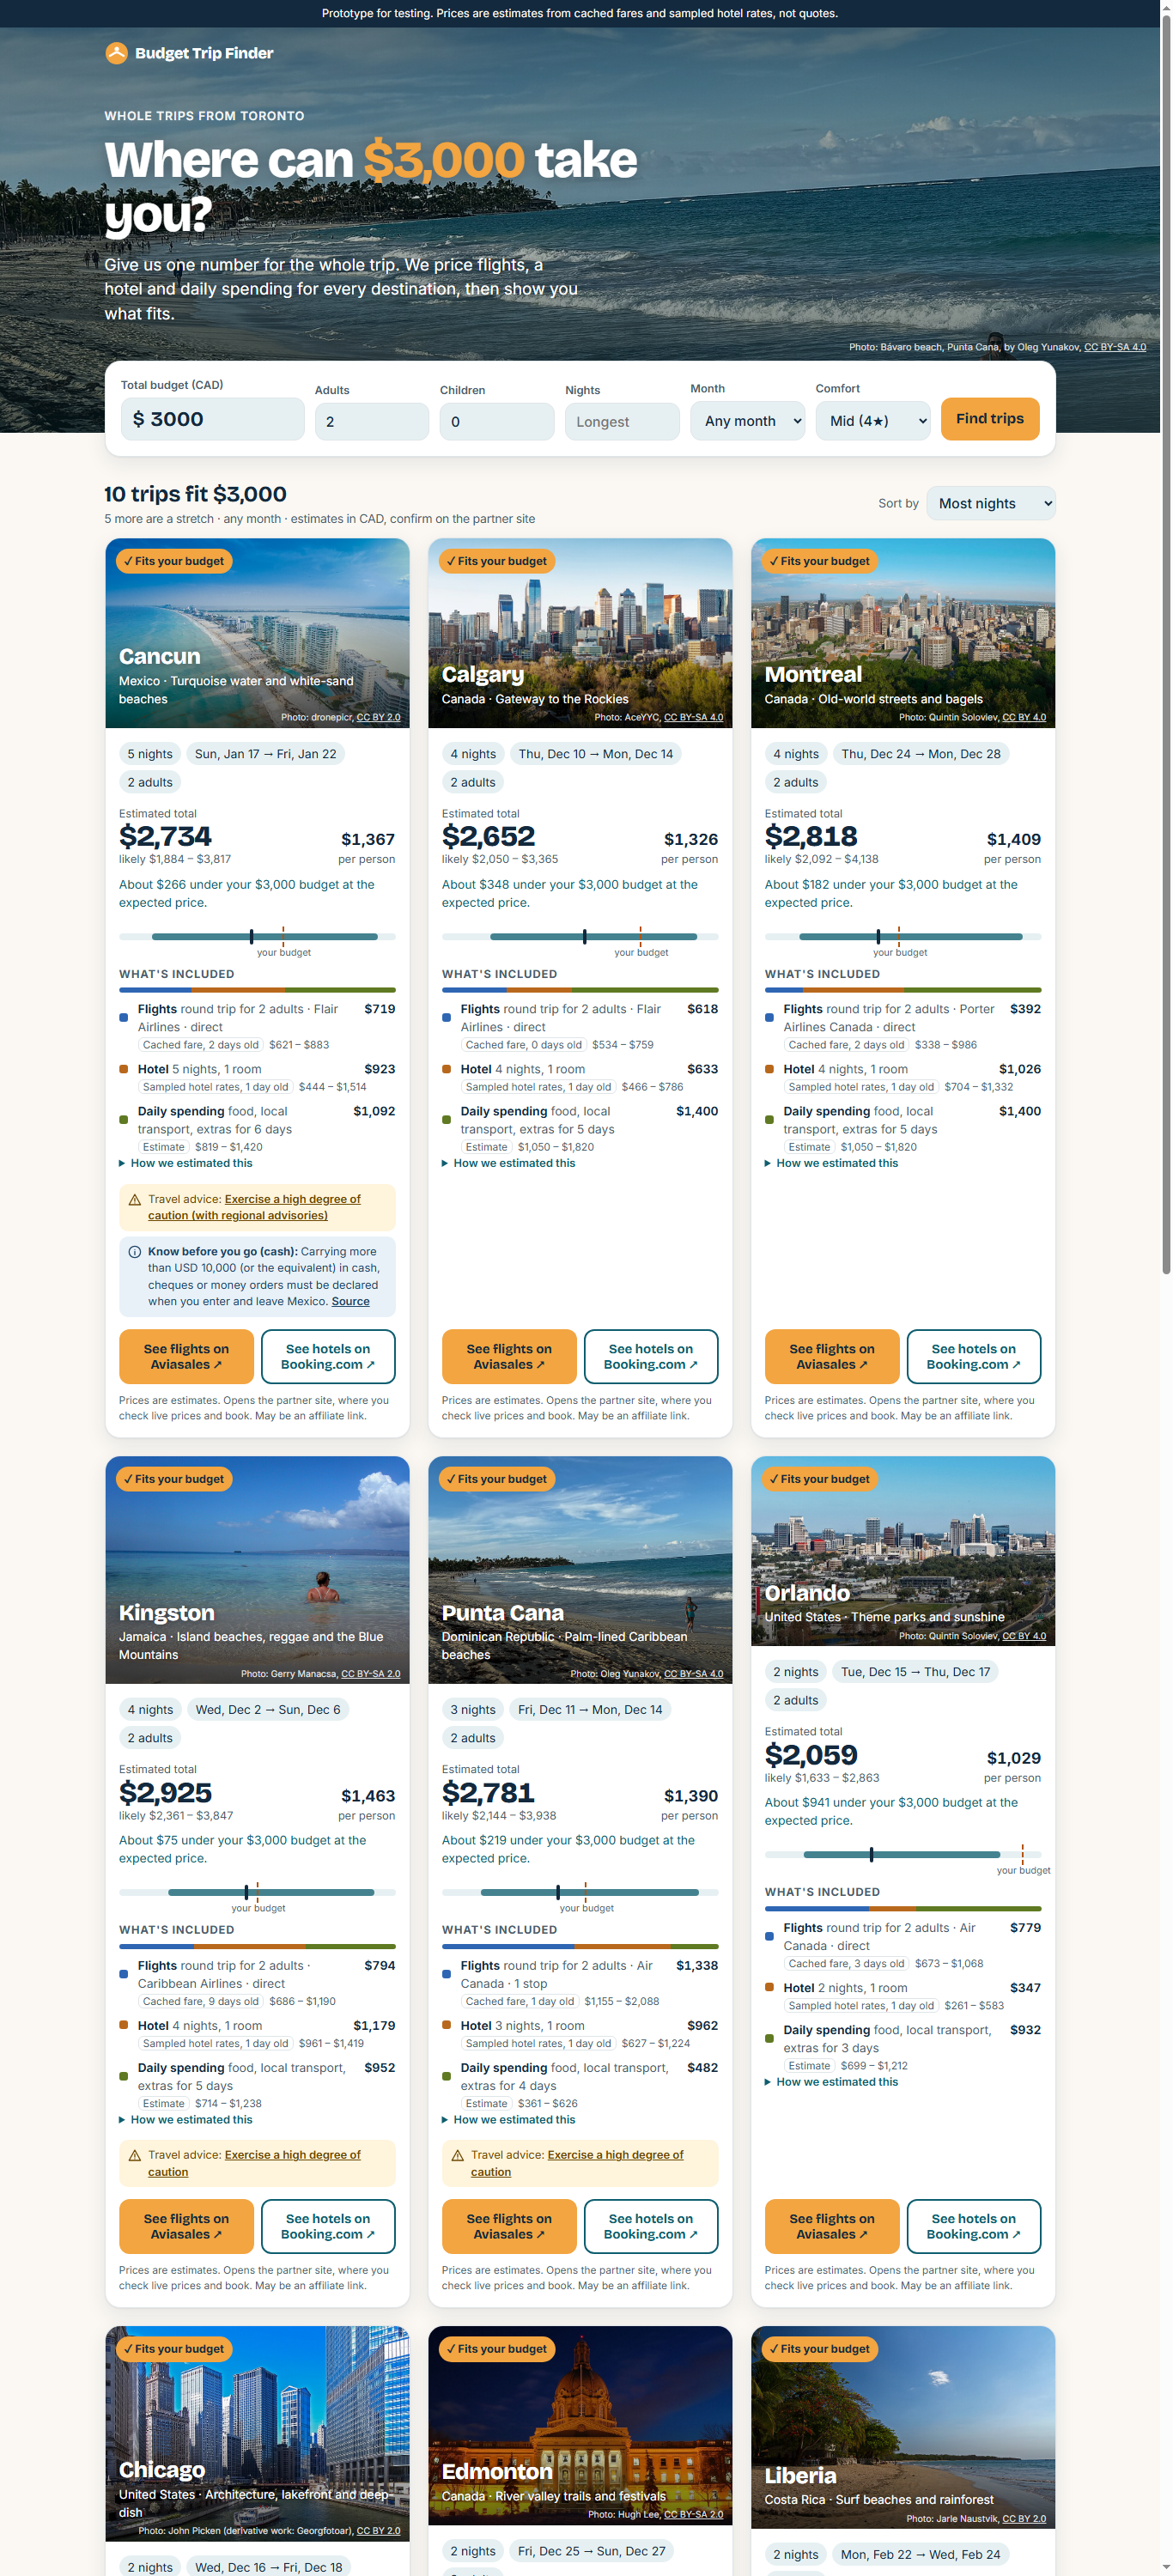 Prototype for testing. Prices are estimates from cached fares and sampled hotel rates, not quotes.
Budget Trip Finder
WHOLE TRIPS FROM TORONTO
Where can $3,000 take
you?
Give us one number for the whole trip. We price flights, a
hotel and daily spending for every destination, then show you
what fits.
Photo: Bávaro beach, Punta Cana, by Oleg Yunakov, CC BY-SA 4.0
Total budget (CAD)
Adults
Children
Nights
Month
Comfort
$ 3000
2
0
Longest
Any month
Mid (4★)
Find trips
10 trips fit $3,000
5 more are a stretch · any month · estimates in CAD, confirm on the partner site
Sort by
Most nights
✓ Fits your budget
Cancun
Mexico · Turquoise water and white-sand
beaches
Photo: dronepicr, CC BY 2.0
5 nights
Sun, Jan 17 → Fri, Jan 22
2 adults
Estimated total
$2,734
$1,367
likely $1,884 – $3,817
per person
About $266 under your $3,000 budget at the
expected price.
your budget
WHAT'S INCLUDED
Flights round trip for 2 adults · Flair
Airlines · direct
$719
Cached fare, 2 days old
$621 – $883
Hotel 5 nights, 1 room
$923
Sampled hotel rates, 1 day old
$444 – $1,514
Daily spending food, local
transport, extras for 6 days
$1,092
Estimate
$819 – $1,420
▶ How we estimated this
Travel advice: Exercise a high degree of
caution (with regional advisories)
Know before you go (cash): Carrying more
than USD 10,000 (or the equivalent) in cash,
cheques or money orders must be declared
when you enter and leave Mexico. Source
See flights on
Aviasales ↗
See hotels on
Booking.com ↗
Prices are estimates. Opens the partner site, where you
check live prices and book. May be an affiliate link.
✓ Fits your budget
Calgary
Canada · Gateway to the Rockies
Photo: AceYYC, CC BY-SA 4.0
4 nights
Thu, Dec 10 → Mon, Dec 14
2 adults
Estimated total
$2,652
$1,326
likely $2,050 – $3,365
per person
About $348 under your $3,000 budget at the
expected price.
your budget
WHAT'S INCLUDED
Flights round trip for 2 adults · Flair
Airlines · direct
$618
Cached fare, 0 days old
$534 – $759
Hotel 4 nights, 1 room
$633
Sampled hotel rates, 1 day old
$466 – $786
Daily spending food, local
transport, extras for 5 days
$1,400
Estimate
$1,050 – $1,820
▶ How we estimated this
See flights on
Aviasales ↗
See hotels on
Booking.com ↗
Prices are estimates. Opens the partner site, where you
check live prices and book. May be an affiliate link.
✓ Fits your budget
Montreal
Canada · Old-world streets and bagels
Photo: Quintin Soloviev, CC BY 4.0
4 nights
Thu, Dec 24 → Mon, Dec 28
2 adults
Estimated total
$2,818
$1,409
likely $2,092 – $4,138
per person
About $182 under your $3,000 budget at the
expected price.
your budget
WHAT'S INCLUDED
Flights round trip for 2 adults · Porter
Airlines Canada · direct
$392
Cached fare, 2 days old
$338 – $986
Hotel 4 nights, 1 room
$1,026
Sampled hotel rates, 1 day old
$704 – $1,332
Daily spending food, local
transport, extras for 5 days
$1,400
Estimate
$1,050 – $1,820
▶ How we estimated this
See flights on
Aviasales ↗
See hotels on
Booking.com ↗
Prices are estimates. Opens the partner site, where you
check live prices and book. May be an affiliate link.
✓ Fits your budget
Kingston
Jamaica · Island beaches, reggae and the Blue
Mountains
Photo: Gerry Manacsa, CC BY-SA 2.0
4 nights
Wed, Dec 2 → Sun, Dec 6
2 adults
Estimated total
$2,925
$1,463
likely $2,361 – $3,847
per person
About $75 under your $3,000 budget at the
expected price.
your budget
WHAT'S INCLUDED
Flights round trip for 2 adults ·
Caribbean Airlines · direct
$794
Cached fare, 9 days old
$686 – $1,190
Hotel 4 nights, 1 room
$1,179
Sampled hotel rates, 1 day old
$961 – $1,419
Daily spending food, local transport,
extras for 5 days
$952
Estimate
$714 – $1,238
▶ How we estimated this
Travel advice: Exercise a high degree of
caution
See flights on
Aviasales ↗
See hotels on
Booking.com ↗
Prices are estimates. Opens the partner site, where you
check live prices and book. May be an affiliate link.
✓ Fits your budget
Punta Cana
Dominican Republic · Palm-lined Caribbean
beaches
Photo: Oleg Yunakov, CC BY-SA 4.0
3 nights
Fri, Dec 11 → Mon, Dec 14
2 adults
Estimated total
$2,781
$1,390
likely $2,144 – $3,938
per person
About $219 under your $3,000 budget at the
expected price.
your budget
WHAT'S INCLUDED
Flights round trip for 2 adults · Air
Canada · 1 stop
$1,338
Cached fare, 1 day old
$1,155 – $2,088
Hotel 3 nights, 1 room
$962
Sampled hotel rates, 1 day old
$627 – $1,224
Daily spending food, local transport,
extras for 4 days
$482
Estimate
$361 – $626
▶ How we estimated this
Travel advice: Exercise a high degree of
caution
See flights on
Aviasales ↗
See hotels on
Booking.com ↗
Prices are estimates. Opens the partner site, where you
check live prices and book. May be an affiliate link.
✓ Fits your budget
Orlando
United States · Theme parks and sunshine
Photo: Quintin Soloviev, CC BY 4.0
2 nights
Tue, Dec 15 → Thu, Dec 17
2 adults
Estimated total
$2,059
$1,029
likely $1,633 – $2,863
per person
About $941 under your $3,000 budget at the
expected price.
your budget
WHAT'S INCLUDED
Flights round trip for 2 adults · Air
Canada · direct
$779
Cached fare, 3 days old
$673 – $1,068
Hotel 2 nights, 1 room
$347
Sampled hotel rates, 1 day old
$261 – $583
Daily spending food, local transport,
extras for 3 days
$932
Estimate
$699 – $1,212
▶ How we estimated this
See flights on
Aviasales ↗
See hotels on
Booking.com ↗
Prices are estimates. Opens the partner site, where you
check live prices and book. May be an affiliate link.
✓ Fits your budget
Chicago
United States · Architecture, lakefront and deep-
dish
Photo: John Picken (derivative work: Georgfotoar), CC BY 2.0
2 nights
Wed, Dec 16 → Fri, Dec 18
✓ Fits your budget
Edmonton
Canada · River valley trails and festivals
Photo: Hugh Lee, CC BY-SA 2.0
2 nights
Fri, Dec 25 → Sun, Dec 27
✓ Fits your budget
Liberia
Costa Rica · Surf beaches and rainforest
Photo: Jarle Naustvik, CC BY 2.0
2 nights
Mon, Feb 22 → Wed, Feb 24